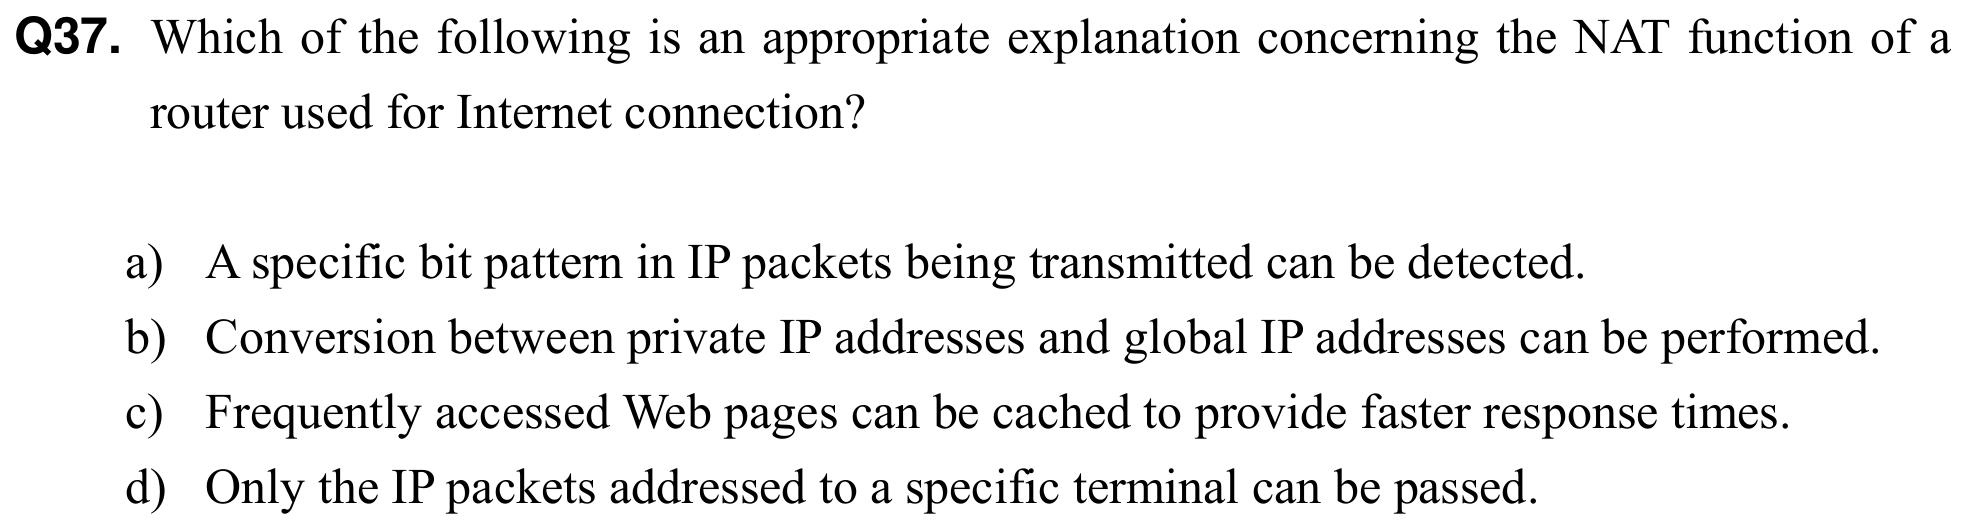 Q37. Which of the following is an appropriate explanation concerning the NAT function of a
router used for Internet connection?
a) A specific bit pattern in IP packets being transmitted can be detected.
b) Conversion between private IP addresses and global IP addresses can be performed.
c) Frequently accessed Web pages can be cached to provide faster response times.
d) Only the IP packets addressed to a specific terminal can be passed.